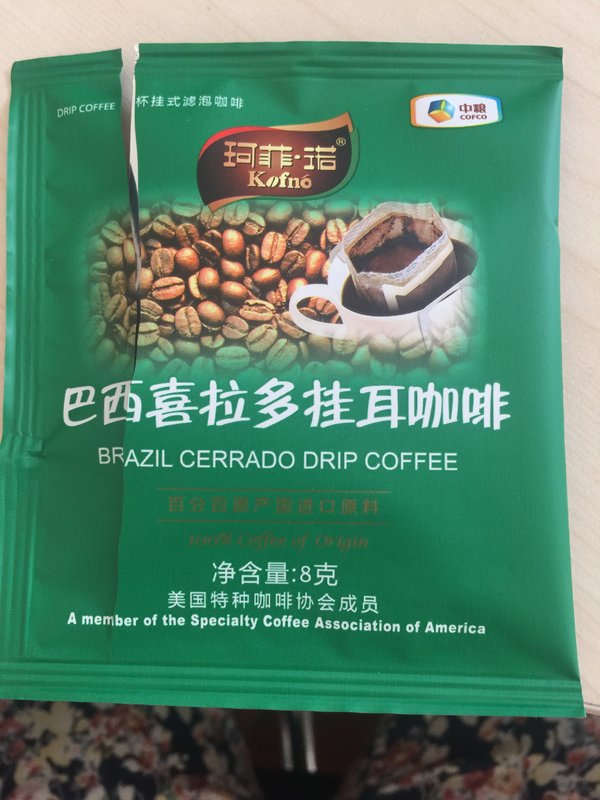 DRIP COFFEE 杯挂式滤泡咖啡
中粮
COFCO
珂菲·诺®
Kofnó
巴西喜拉多挂耳咖啡
BRAZIL CERRADO DRIP COFFEE
百分百原产国进口原料
100% Coffee of Origin
净含量:8克
美国特种咖啡协会成员
A member of the Specialty Coffee Association of America